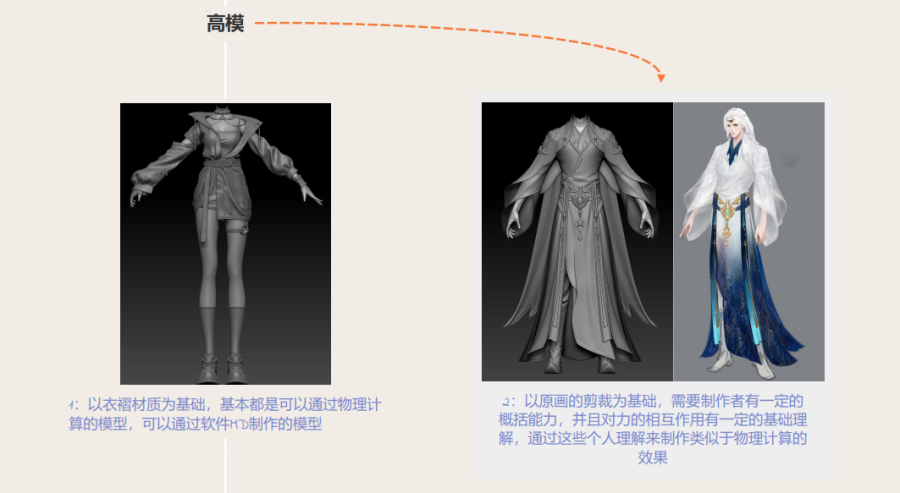 高模
1：以衣褶材质为基础，基本都是可以通过物理计
算的模型，可以通过软件MD制作的模型
2：以原画的剪裁为基础，需要制作者有一定的
概括能力，并且对力的相互作用有一定的基础理
解，通过这些个人理解来制作类似于物理计算的
效果